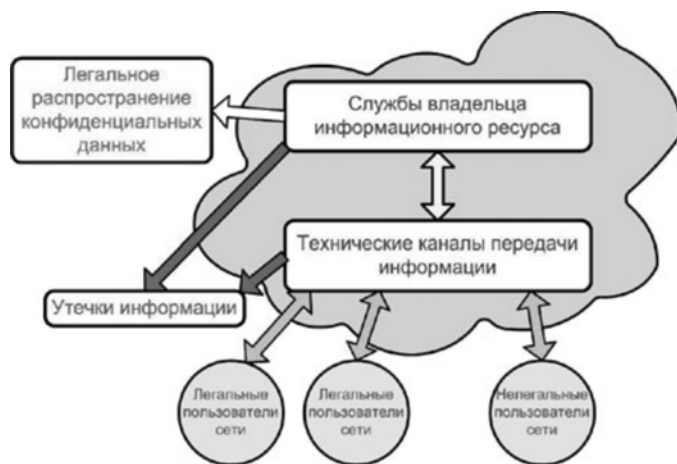 Легальное
распространение
конфиденциальных
данных
Службы владельца
информационного ресурса
Технические каналы передачи
информации
Утечки информации
Легальные
пользователи
сети
Легальные
пользователи
сети
Нелегальные
пользователи
сети